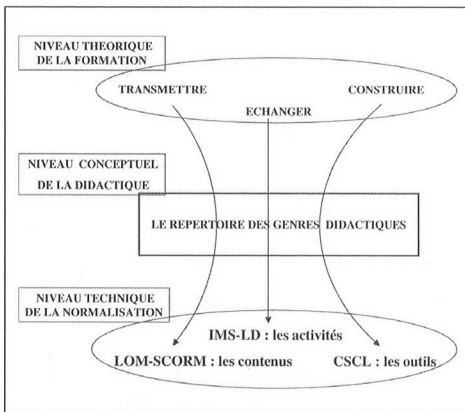 NIVEAU THEORIQUE
DE LA FORMATION
TRANSMETTRE
CONSTRUIRE
ECHANGER
NIVEAU CONCEPTUEL
DE LA DIDACTIQUE
LE REPERTOIRE DES GENRES DIDACTIQUES
NIVEAU TECHNIQUE
DE LA NORMALISATION
IMS-LD : les activités
LOM-SCORM : les contenus
CSCL : les outils